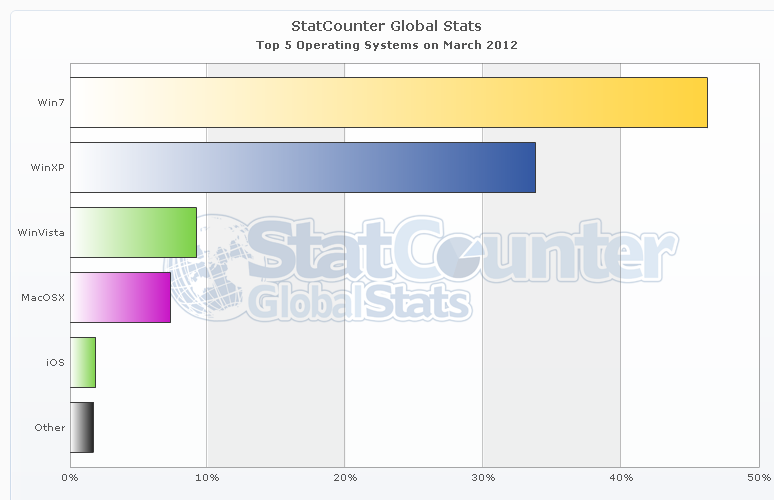 StatCounter Global Stats
Top 5 Operating Systems on March 2012
Win7
WinXP
WinVista
MacOSX
iOS
Other
StatCounter
GlobalStats
0% 10% 20% 30% 40% 50%